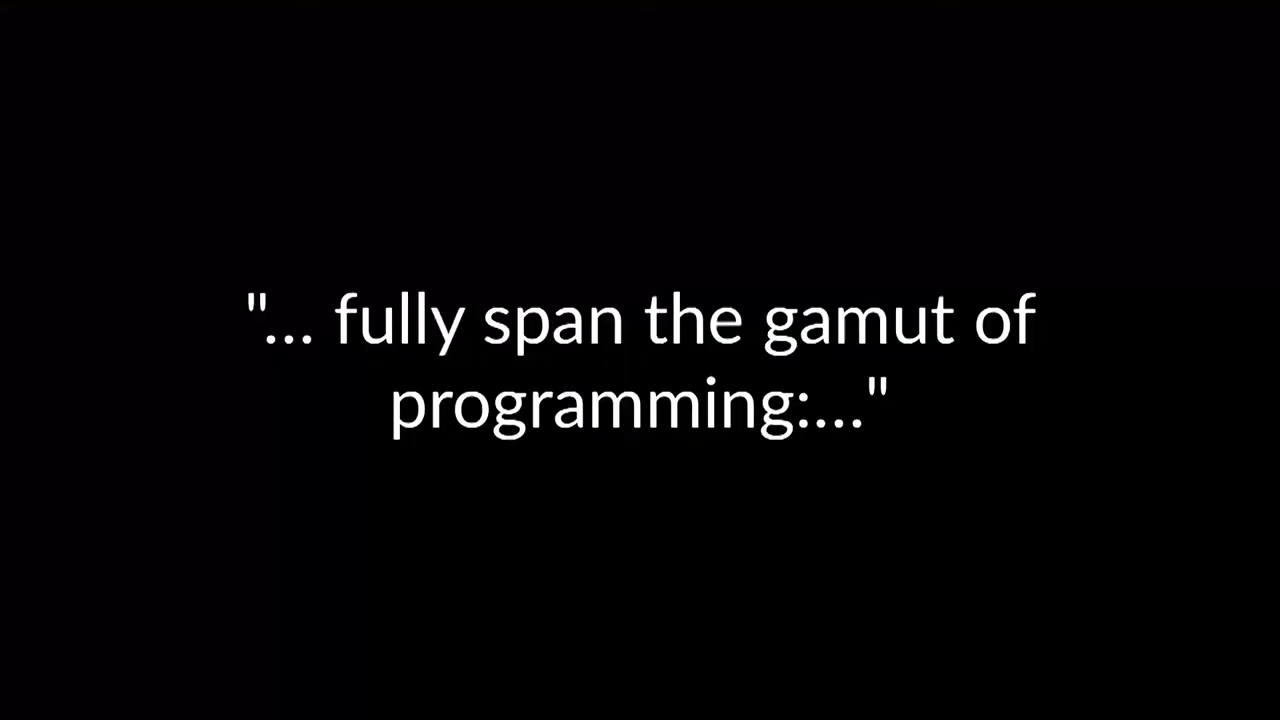 "... fully span the gamut of
programming:..."